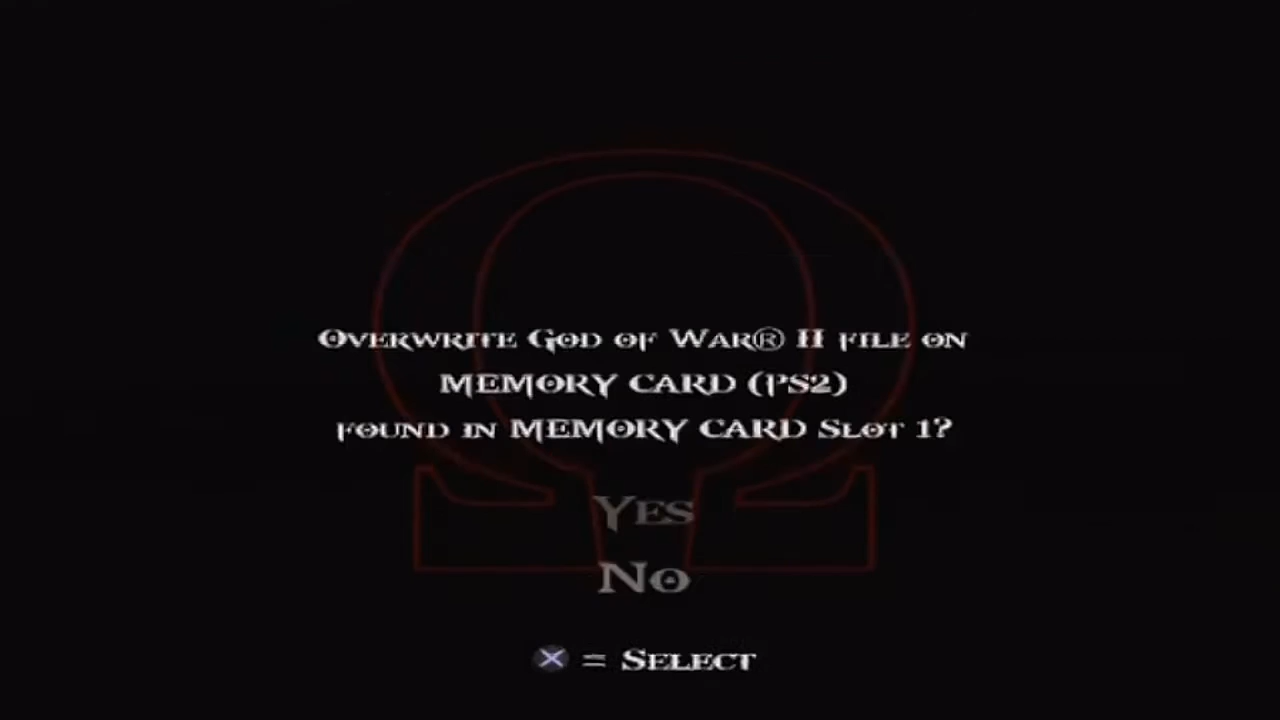 Overwrite God of War® II file on
MEMORY CARD (PS2)
found in MEMORY CARD Slot 1?
Yes
No
= Select